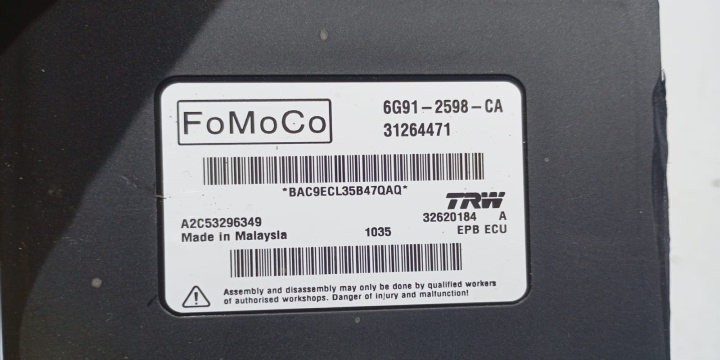 FoMoCo
6G91-2598-CA
31264471
*BAC9ECL35B47QAQ*
A2C53296349
Made in Malaysia
1035
TRW
32620184 A
EPB ECU
Assembly and disassembly may only be done by qualified workers
of authorised workshops. Danger of injury and malfunction!